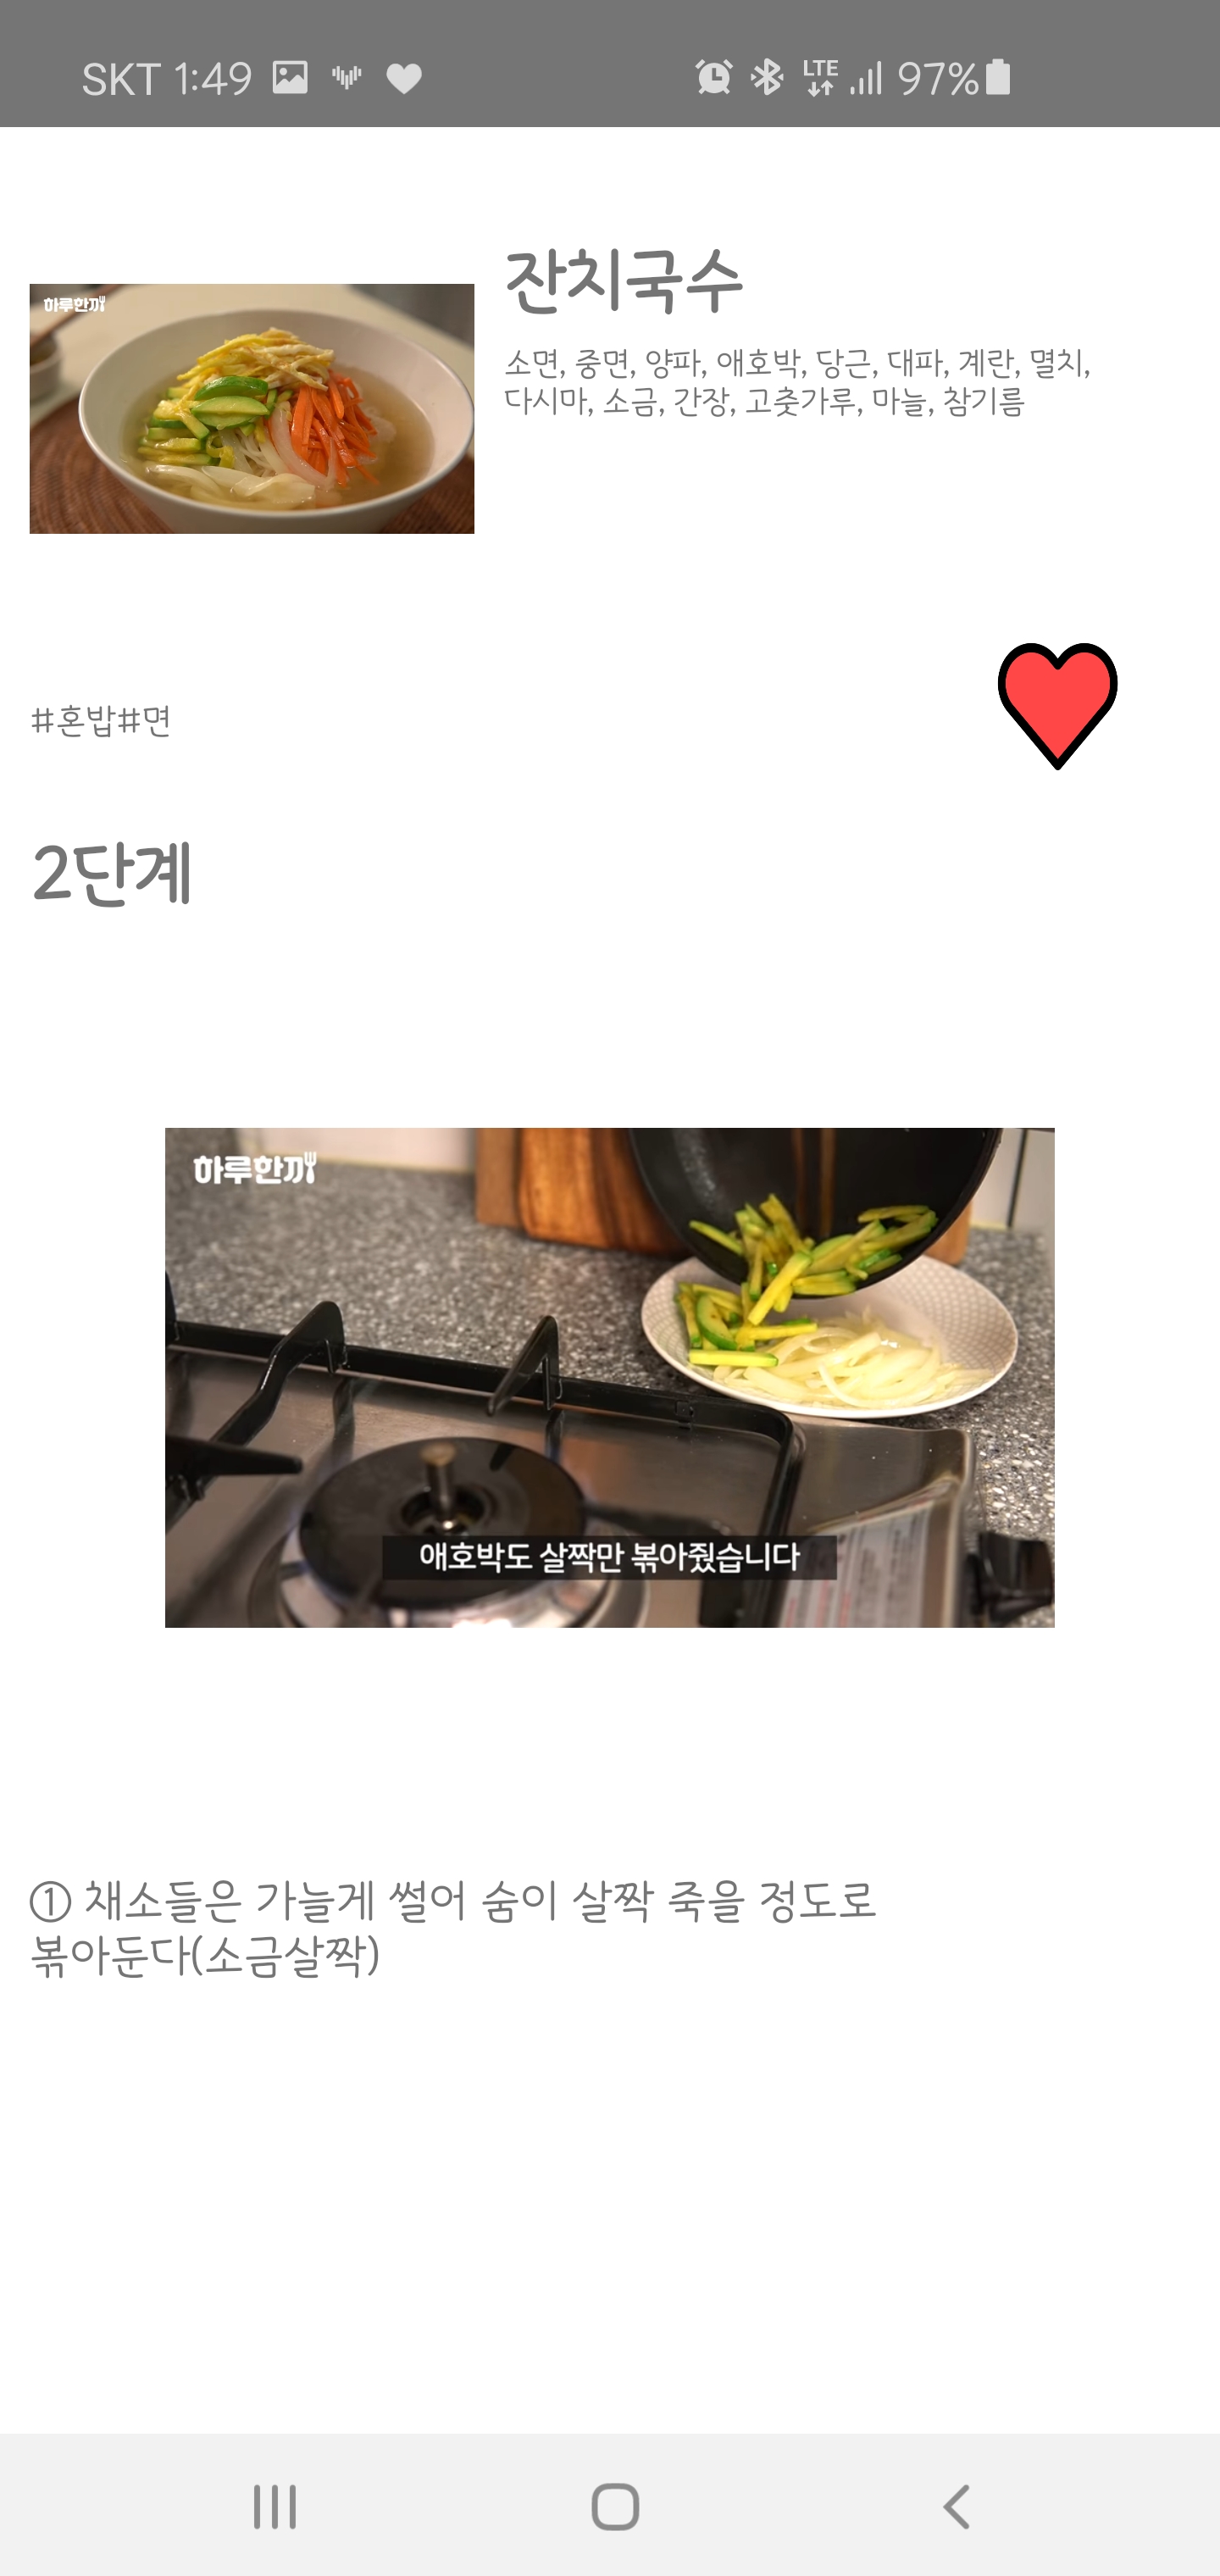 SKT 1:49 LTE 97%
하루한끼
잔치국수
소면, 중면, 양파, 애호박, 당근, 대파, 계란, 멸치,
다시마, 소금, 간장, 고춧가루, 마늘, 참기름
#혼밥#면
2단계
하루한끼
애호박도 살짝만 볶아줬습니다
① 채소들은 가늘게 썰어 숨이 살짝 죽을 정도로
볶아둔다(소금살짝)